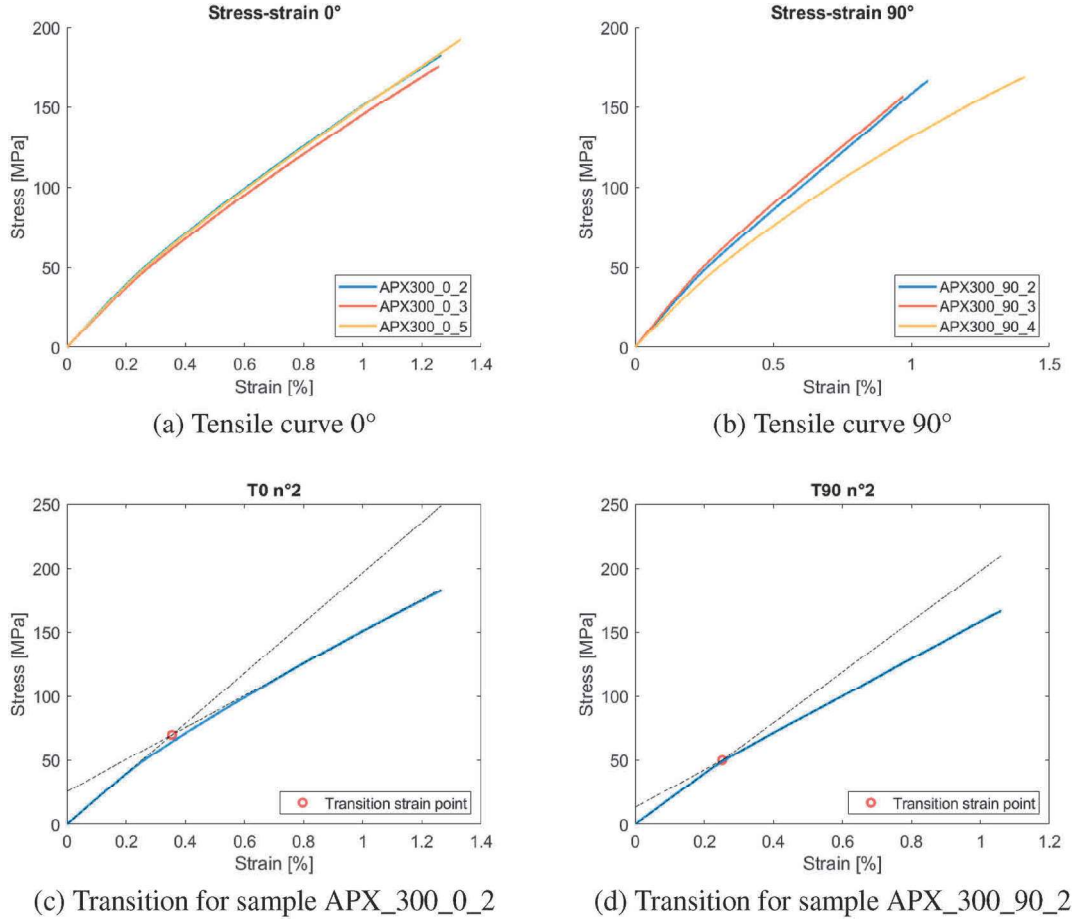 Stress-strain 0°
200
150
100
50
0
Stress [MPa]
0 0.2 0.4 0.6 0.8 1 1.2 1.4
Strain [%]
APX300_0_2
APX300_0_3
APX300_0_5
(a) Tensile curve 0°
Stress-strain 90°
200
150
100
50
0
Stress [MPa]
0 0.5 1 1.5
Strain [%]
APX300_90_2
APX300_90_3
APX300_90_4
(b) Tensile curve 90°
T0 n°2
250
200
150
100
50
0
Stress [MPa]
0 0.2 0.4 0.6 0.8 1 1.2 1.4
Strain [%]
Transition strain point
(c) Transition for sample APX_300_0_2
T90 n°2
250
200
150
100
50
0
Stress [MPa]
0 0.2 0.4 0.6 0.8 1 1.2
Strain [%]
Transition strain point
(d) Transition for sample APX_300_90_2